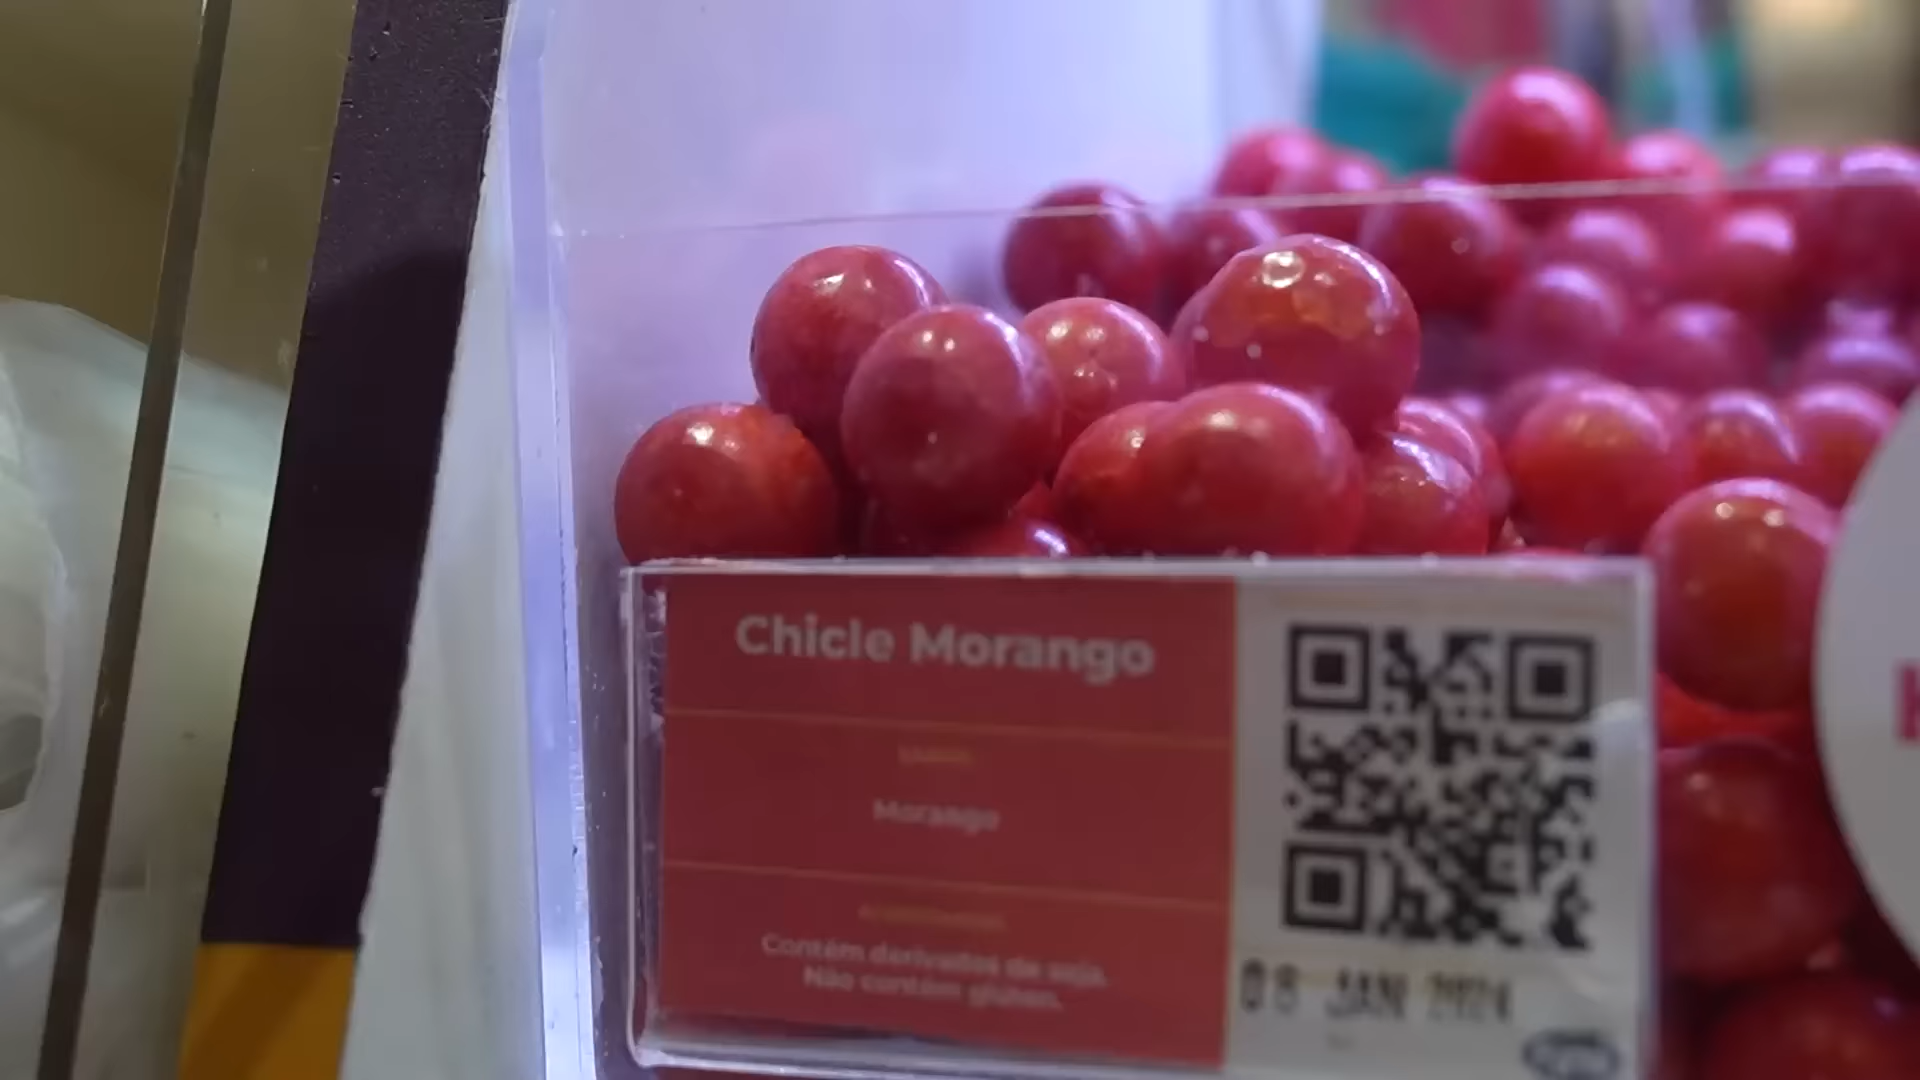 Chicle Morango
Morango
Contém derivados de soja.
Não contém glúten.
08 JAN 2024